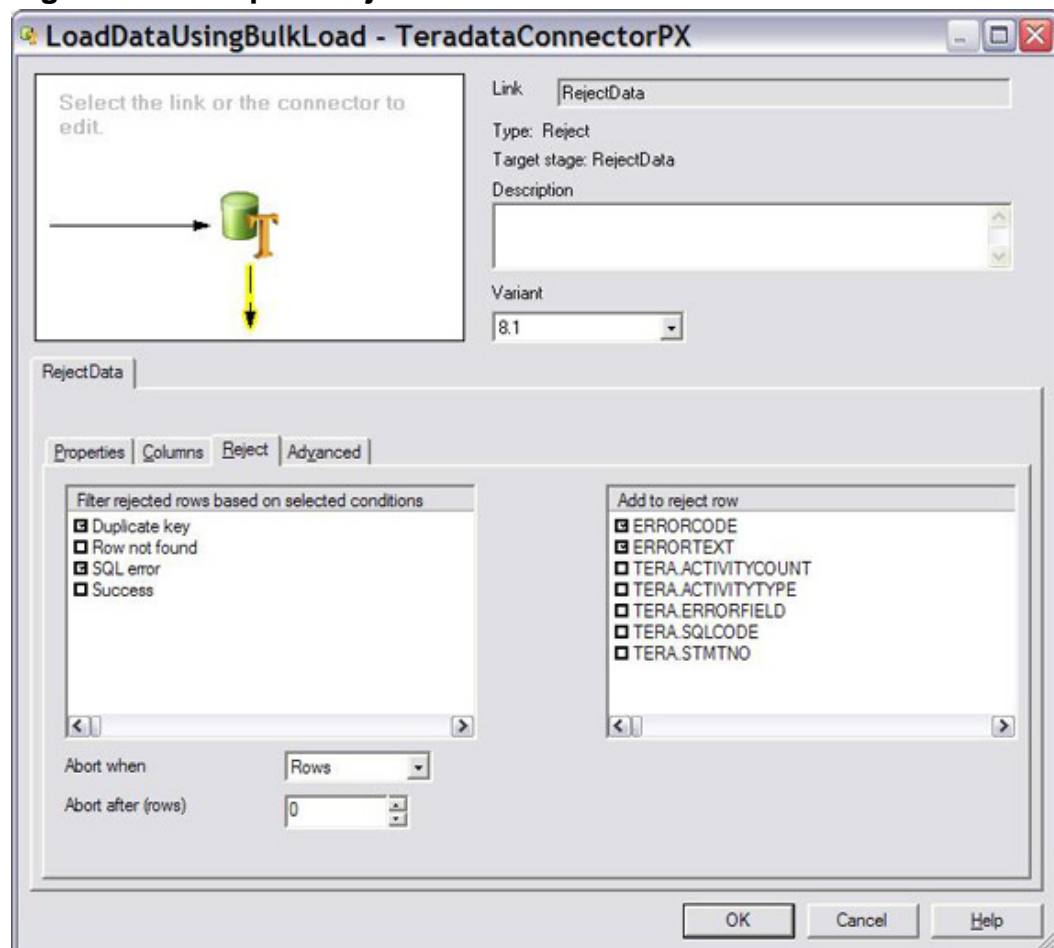 LoadDataUsingBulkLoad - TeradataConnectorPX
Select the link or the connector to
edit.
Link RejectData
Type: Reject
Target stage: RejectData
Description
Variant
8.1
RejectData
Properties Columns Reject Advanced
Filter rejected rows based on selected conditions
Duplicate key
Row not found
SQL error
Success
Add to reject row
ERRORCODE
ERRORTEXT
TERA.ACTIVITYCOUNT
TERA.ACTIVITYTYPE
TERA.ERRORFIELD
TERA.SQLCODE
TERA.STMTNO
Abort when Rows
Abort after (rows) 0
OK Cancel Help